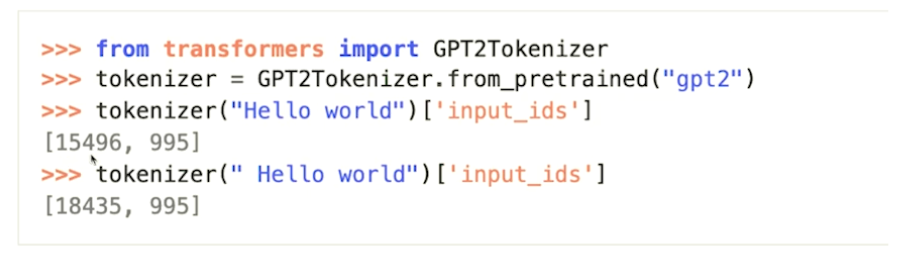 >>> from transformers import GPT2Tokenizer
>>> tokenizer = GPT2Tokenizer.from_pretrained("gpt2")
>>> tokenizer("Hello world")['input_ids']
[15496, 995]
>>> tokenizer(" Hello world")['input_ids']
[18435, 995]